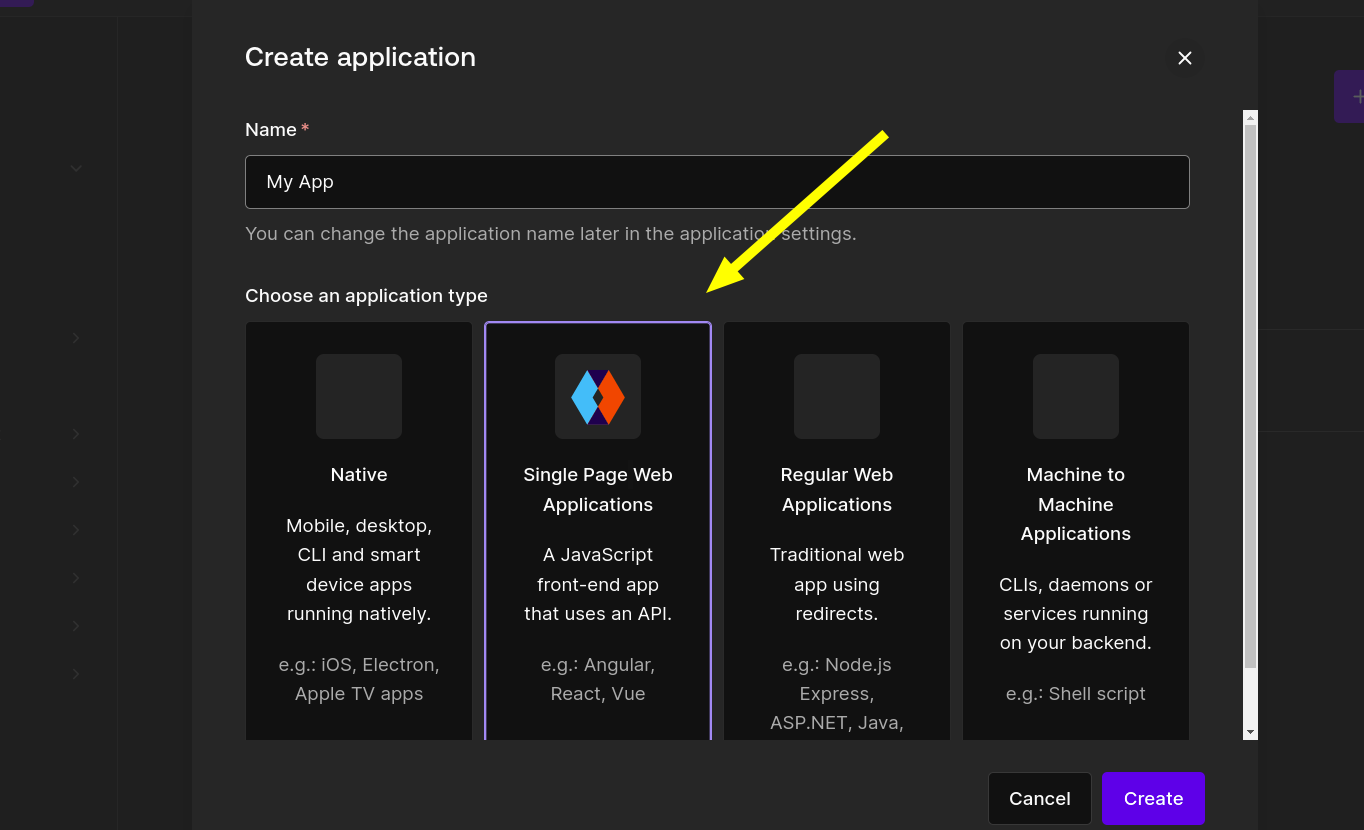 Create application
Name *
My App
You can change the application name later in the application settings.
Choose an application type
Native
Mobile, desktop,
CLI and smart
device apps
running natively.
e.g.: iOS, Electron,
Apple TV apps
Single Page Web
Applications
A JavaScript
front-end app
that uses an API.
e.g.: Angular,
React, Vue
Regular Web
Applications
Traditional web
app using
redirects.
e.g.: Node.js
Express,
ASP.NET, Java,
Machine to
Machine
Applications
CLIs, daemons or
services running
on your backend.
e.g.: Shell script
Cancel
Create